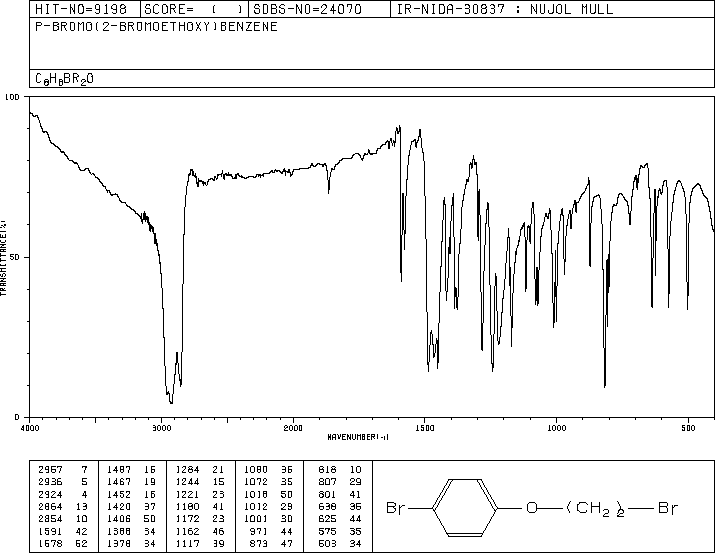 HIT-NO=9198 SCORE= ( ) SDBS-NO=24070 IR-NIDA-30837 : NUJOL MULL
P-BROMO(2-BROMOETHOXY)BENZENE
C8H8BR2O
100
50
0
TRANSMITTANCE(%)
4000 3000 2000 1500 1000 500
WAVENUMBER(-1)
2967 7 1487 16 1284 21 1080 36 818 10
2936 5 1467 19 1244 15 1072 35 807 29
2924 4 1452 16 1221 23 1018 50 801 41
2864 13 1420 37 1180 41 1012 29 638 36
2854 10 1406 50 1172 23 1001 30 625 44
1591 42 1388 34 1162 46 971 44 575 35
1578 52 1378 34 1117 39 873 47 503 34
Br O (CH2)2 Br